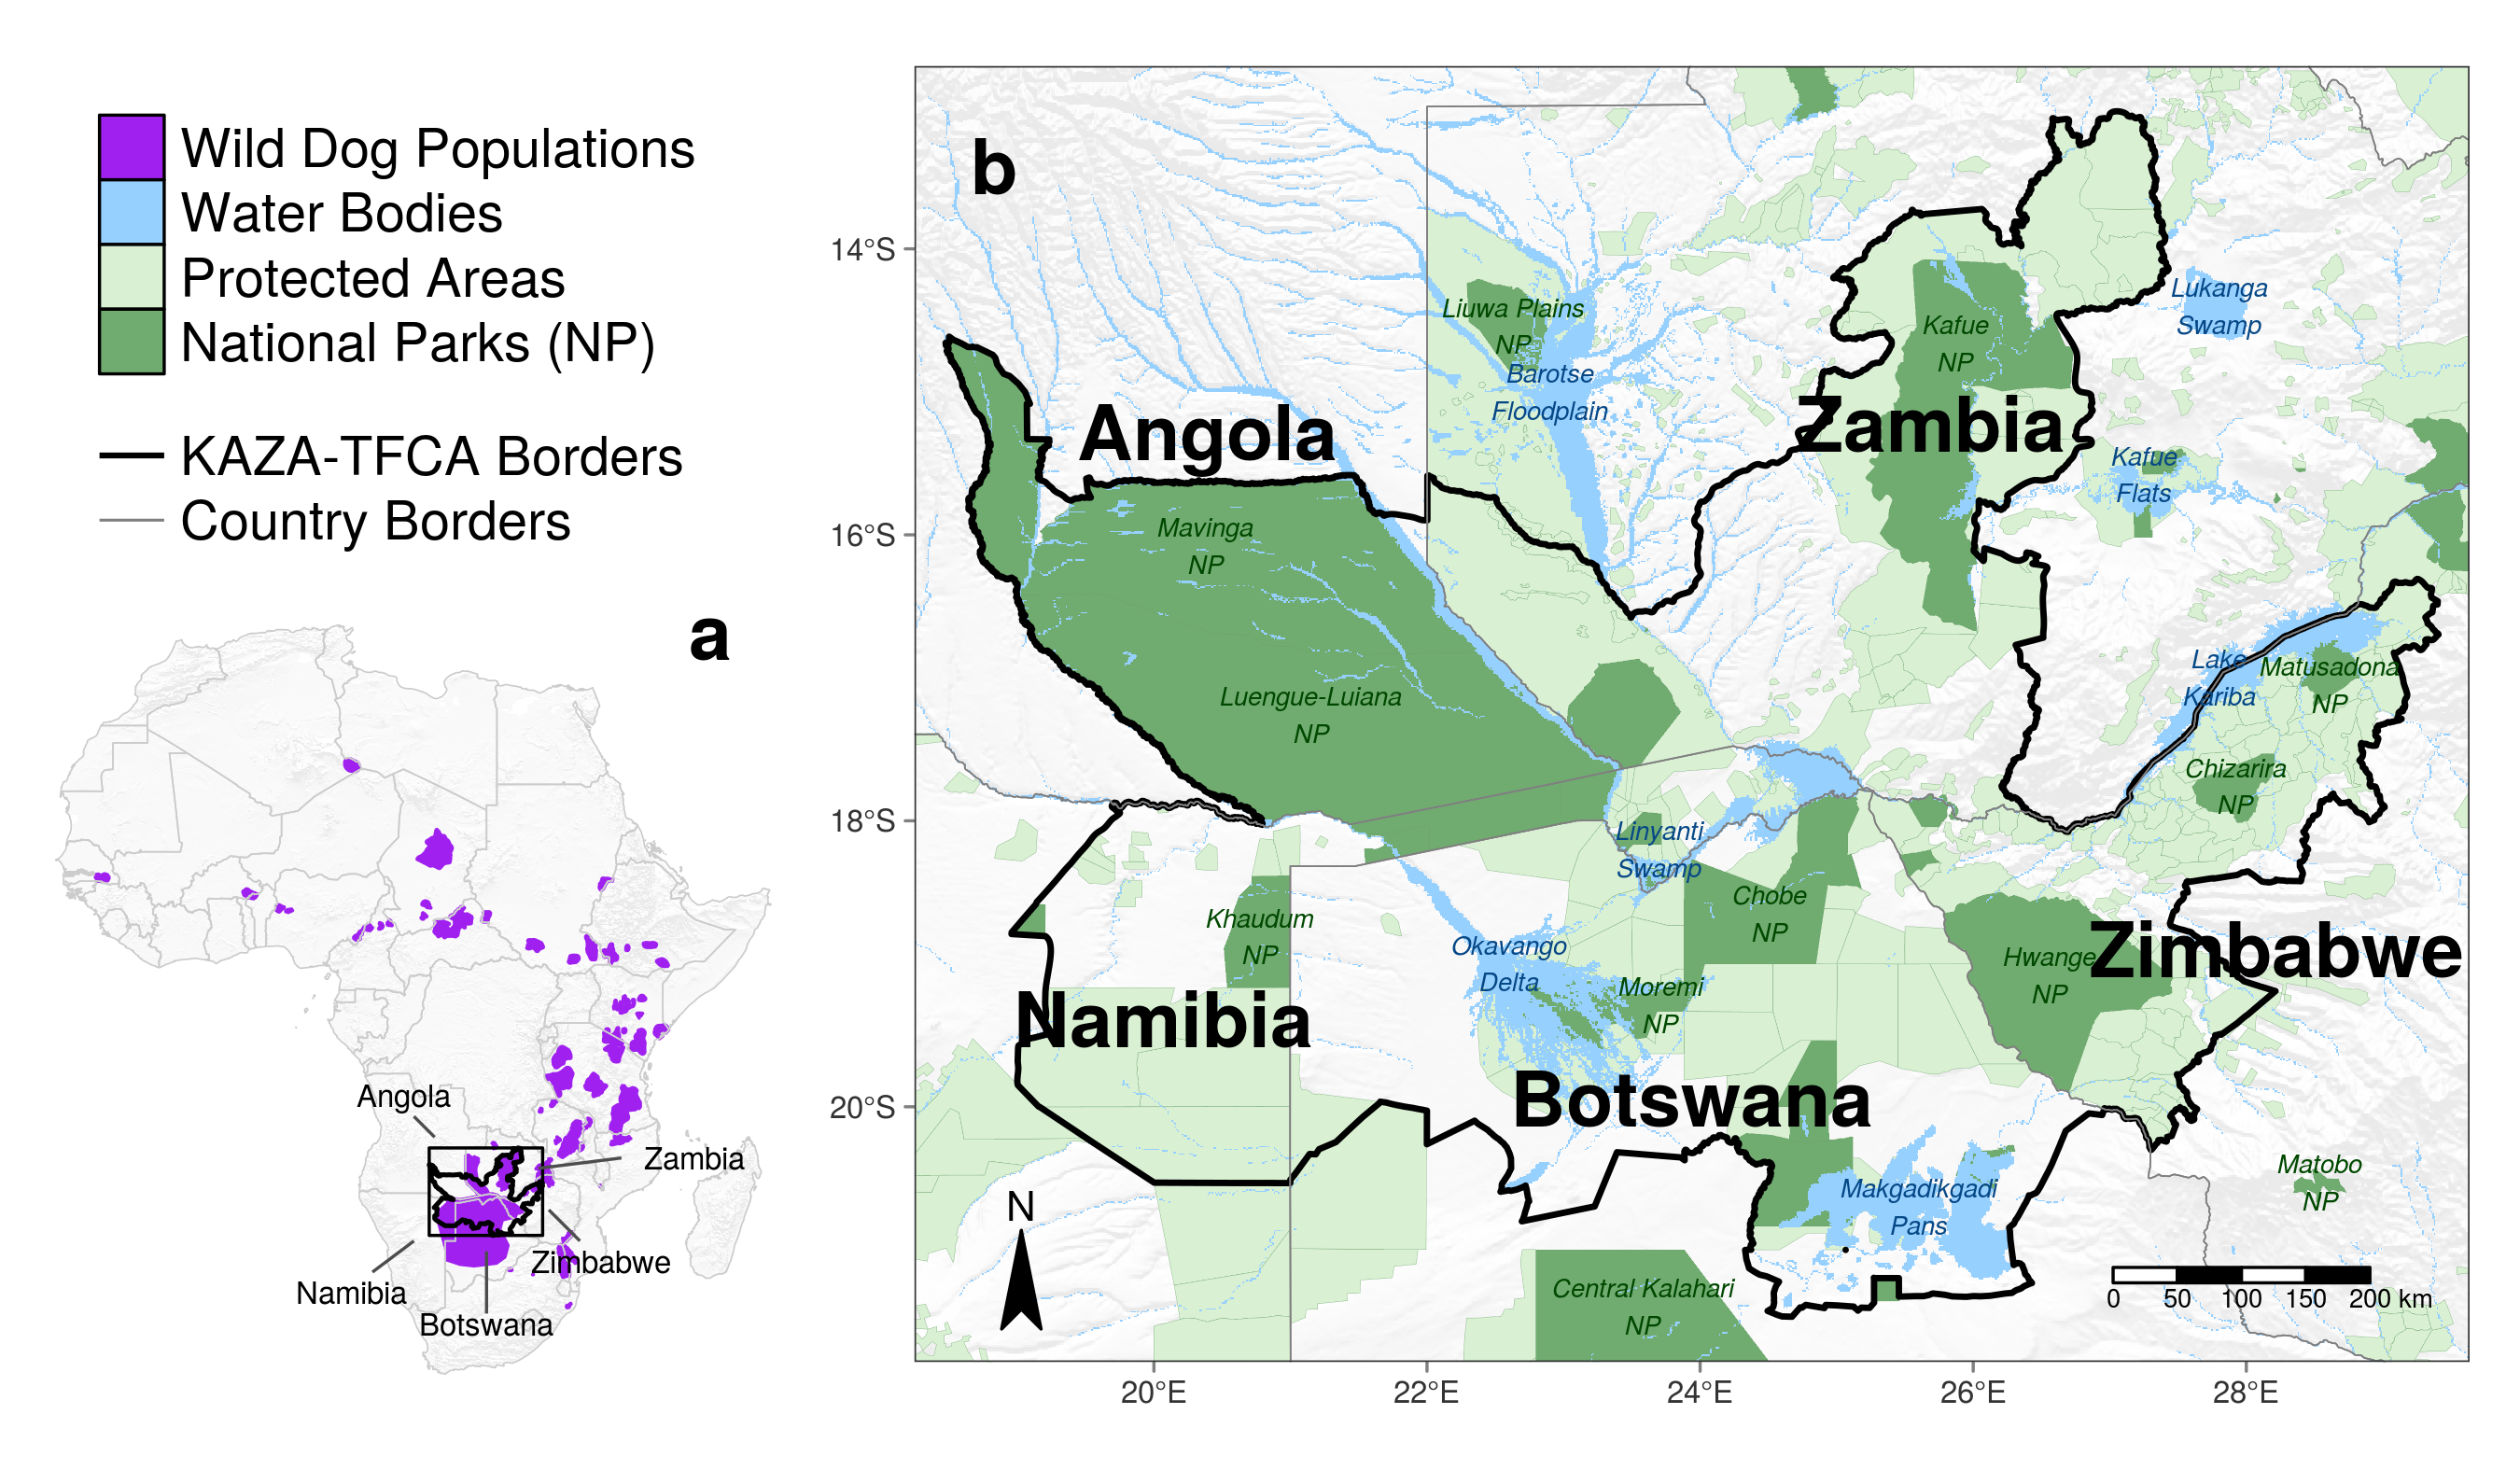 Wild Dog Populations
Water Bodies
Protected Areas
National Parks (NP)
KAZA-TFCA Borders
Country Borders
a
Angola
Zambia
Zimbabwe
Namibia
Botswana
b
14°S
16°S
18°S
20°S
20°E
22°E
24°E
26°E
28°E
Liuwa Plains
NP
Barotse
Floodplain
Kafue
NP
Lukanga
Swamp
Angola
Zambia
Kafue
Flats
Mavinga
NP
Luengue-Luiana
NP
Lake
Kariba
Matusadona
NP
Chizarira
NP
Linyanti
Swamp
Chobe
NP
Khaudum
NP
Okavango
Delta
Moremi
NP
Hwange
NP
Zimbabwe
Namibia
Botswana
Makgadikgadi
Pans
Matobo
NP
Central Kalahari
NP
N
0 50 100 150 200 km